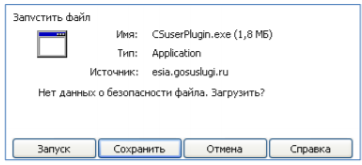 Запустить файл
Имя: CSuserPlugin.exe (1,8 МБ)
Тип: Application
Источник: esia.gosuslugi.ru
Нет данных о безопасности файла. Загрузить?
Запуск Сохранить Отмена Справка